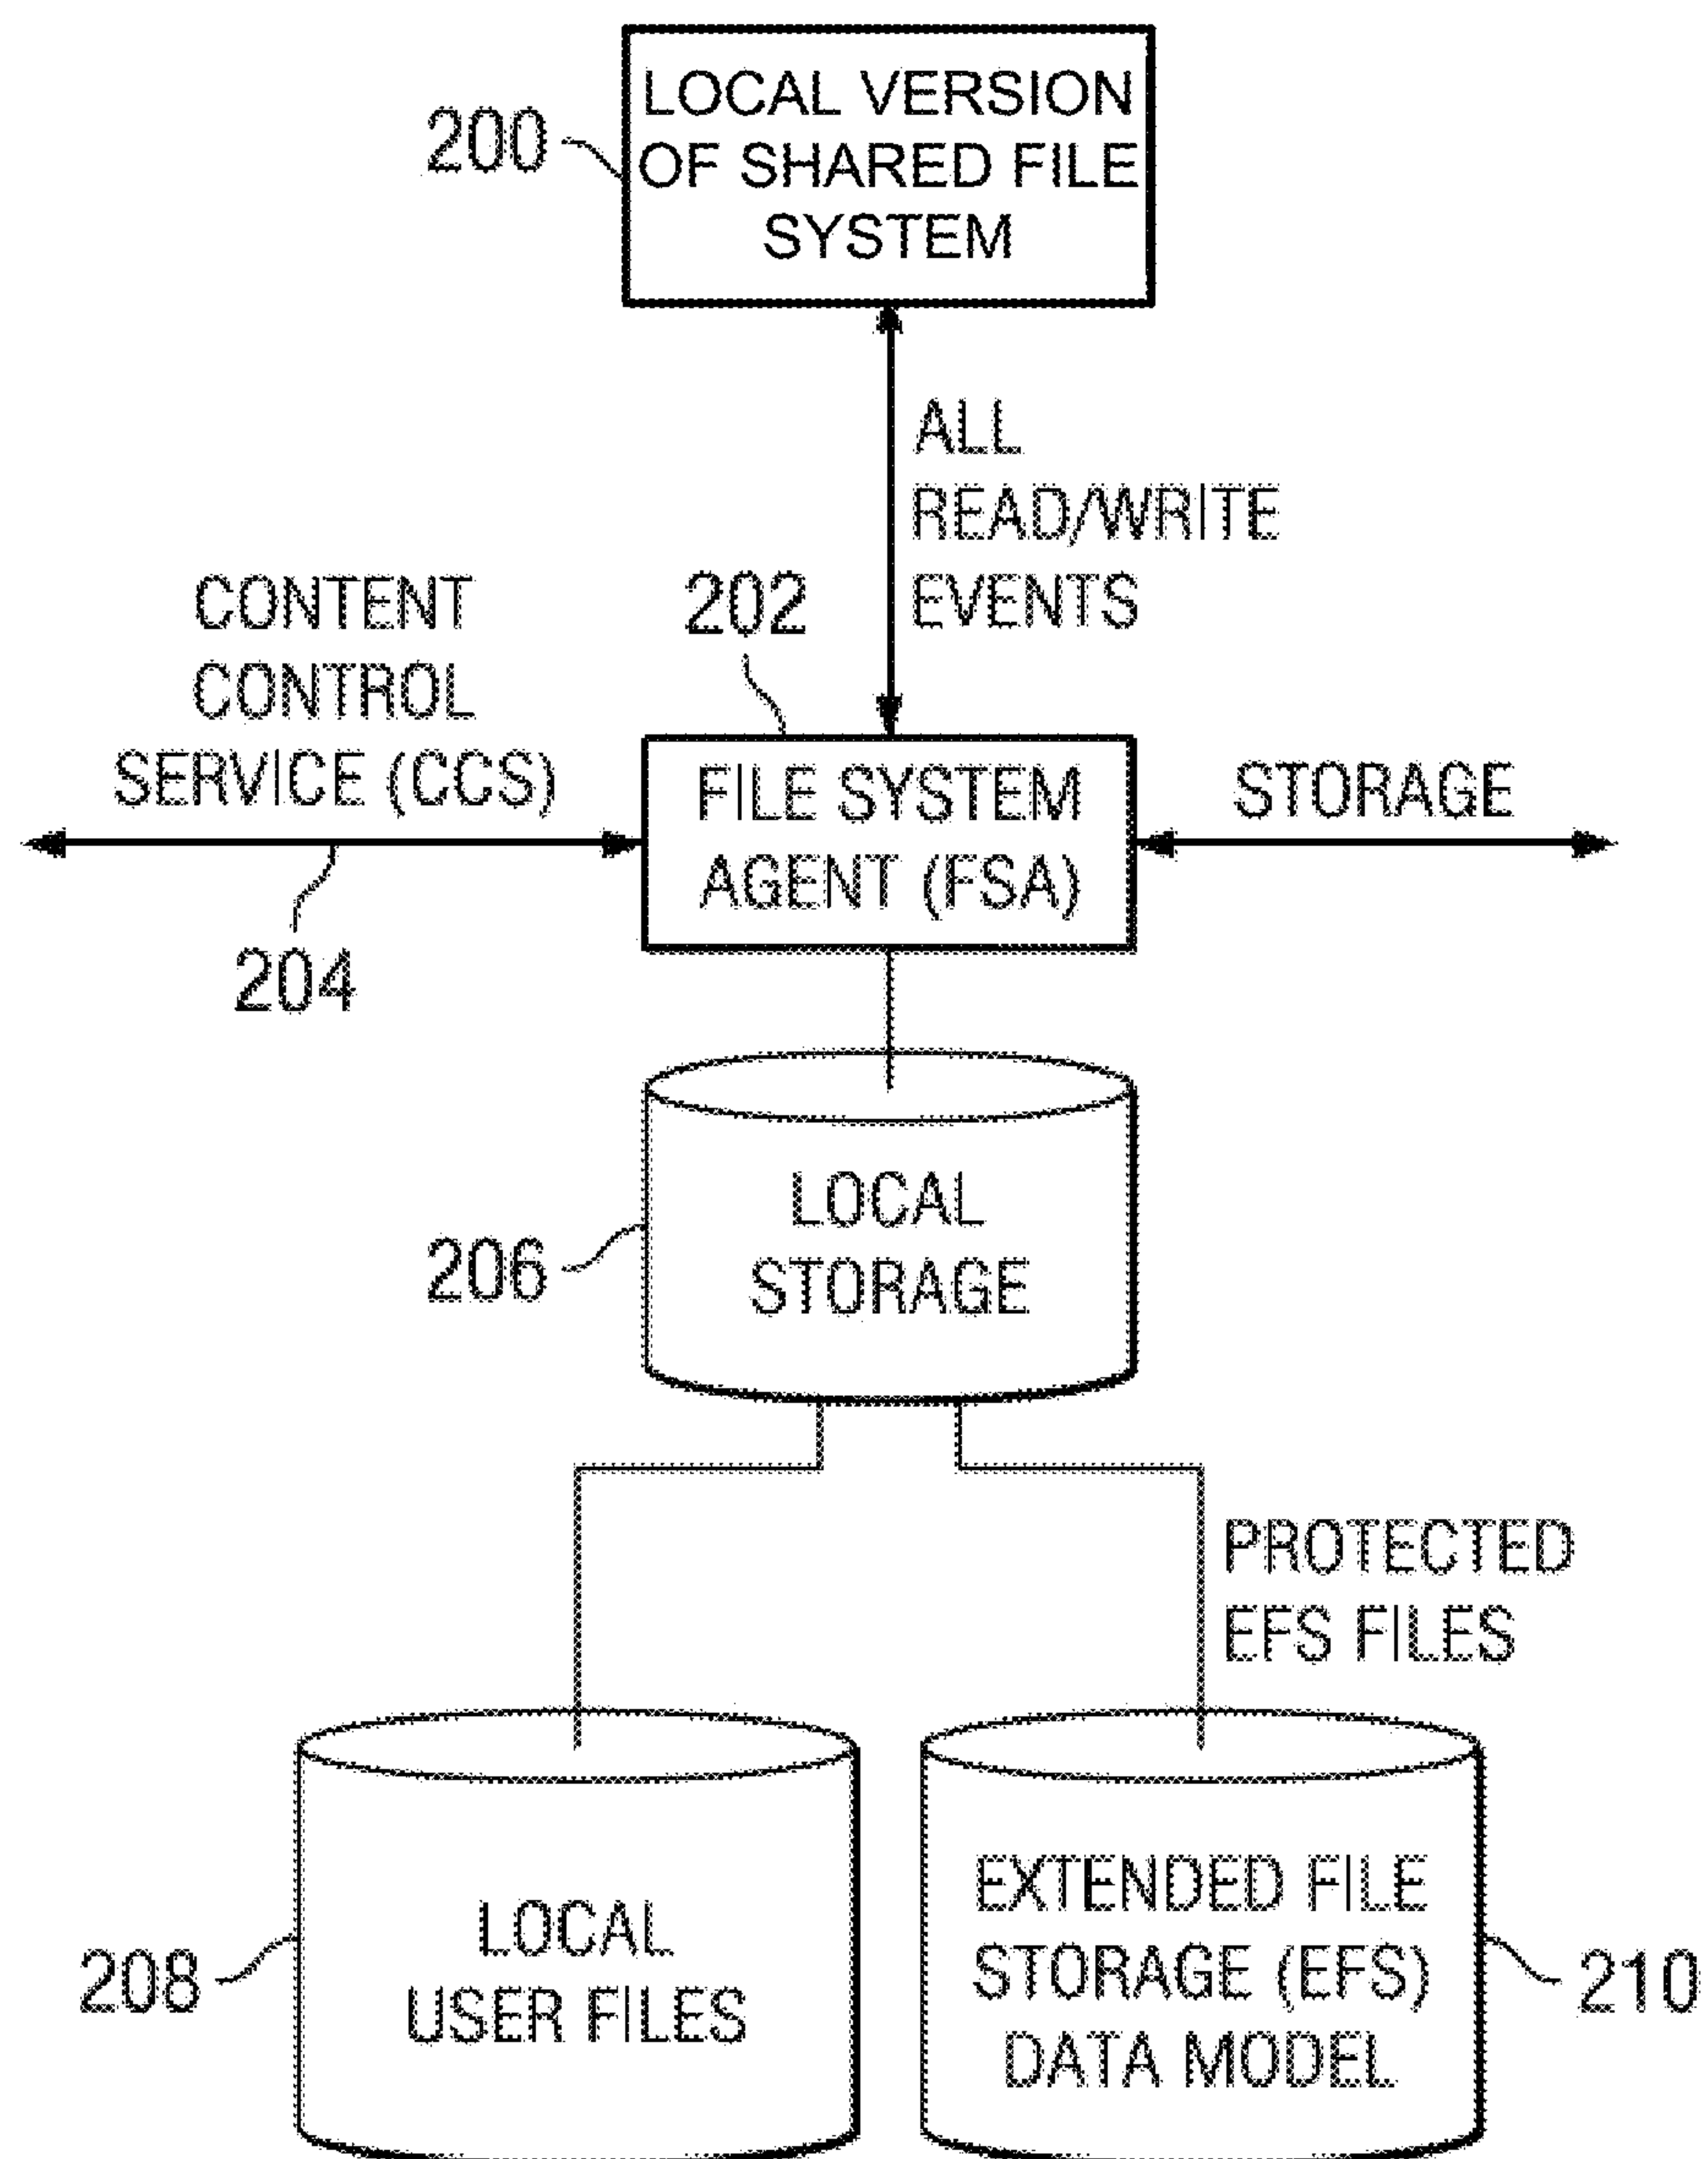 LOCAL VERSION
OF SHARED FILE
SYSTEM
200
ALL
READ/WRITE
EVENTS
202
CONTENT
CONTROL
SERVICE (CCS)
204
FILE SYSTEM
AGENT (FSA)
STORAGE
LOCAL
STORAGE
206
PROTECTED
EFS FILES
LOCAL
USER FILES
208
EXTENDED FILE
STORAGE (EFS)
DATA MODEL
210